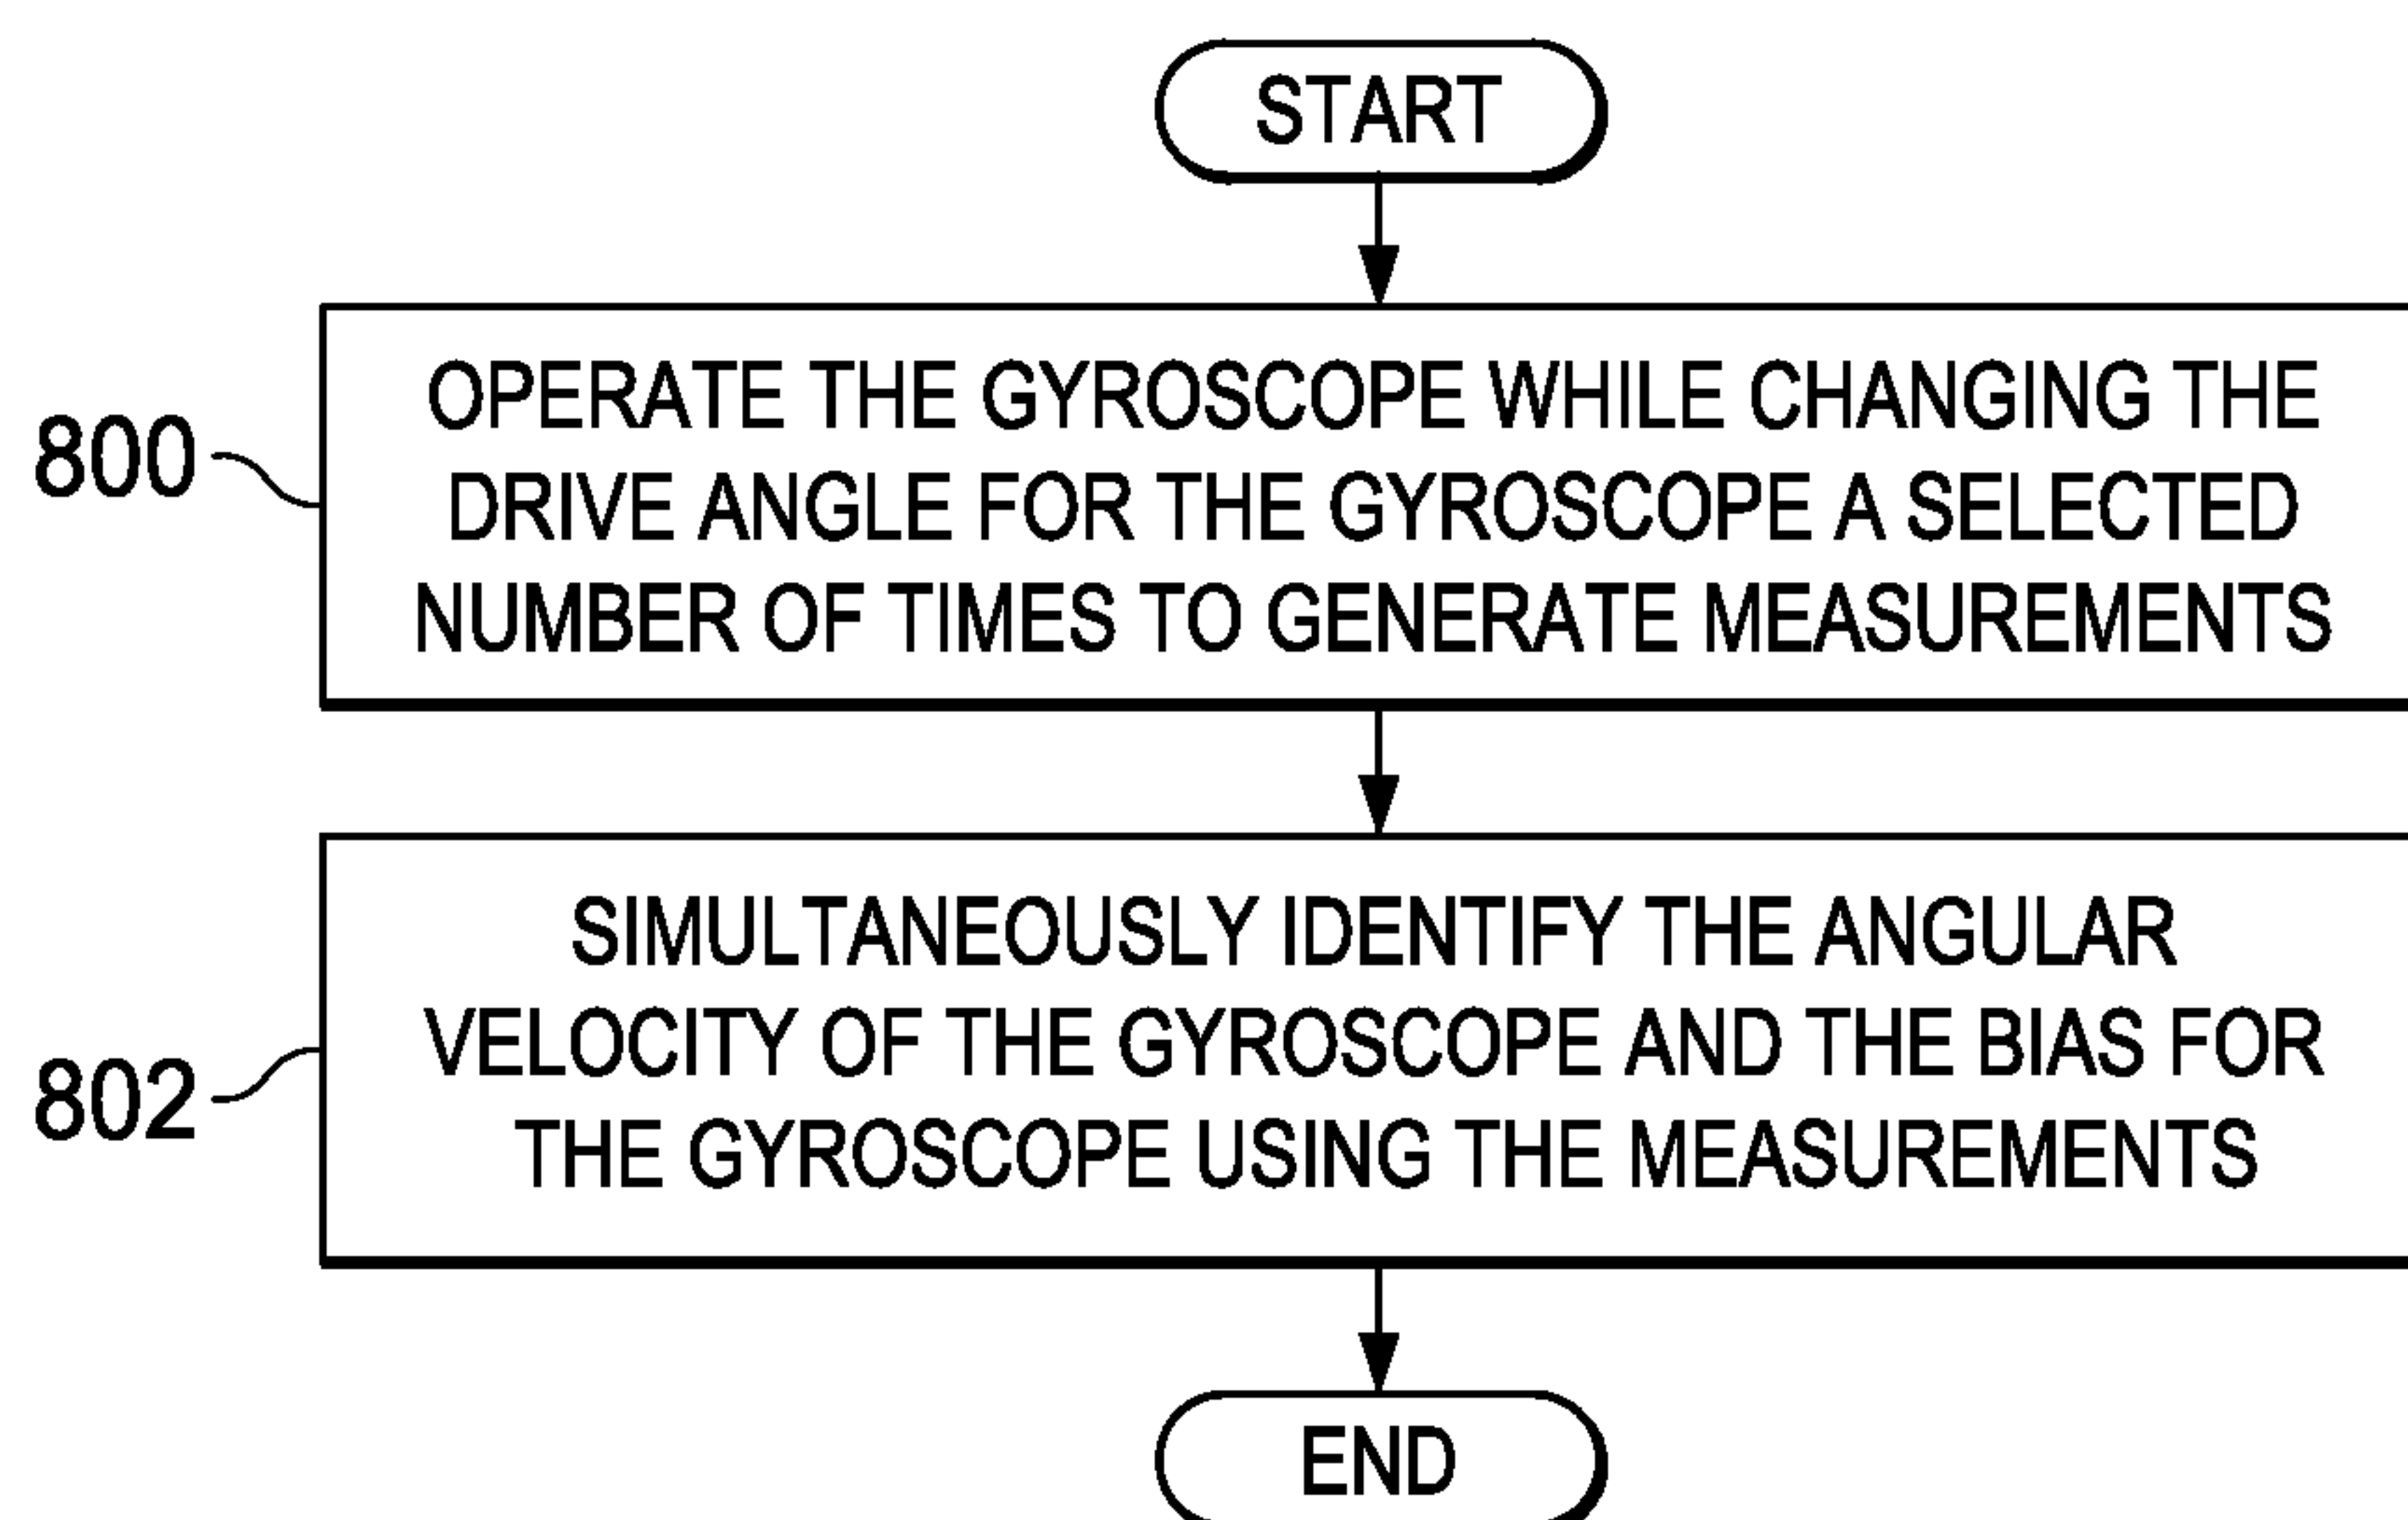 START
800
OPERATE THE GYROSCOPE WHILE CHANGING THE
DRIVE ANGLE FOR THE GYROSCOPE A SELECTED
NUMBER OF TIMES TO GENERATE MEASUREMENTS
802
SIMULTANEOUSLY IDENTIFY THE ANGULAR
VELOCITY OF THE GYROSCOPE AND THE BIAS FOR
THE GYROSCOPE USING THE MEASUREMENTS
END